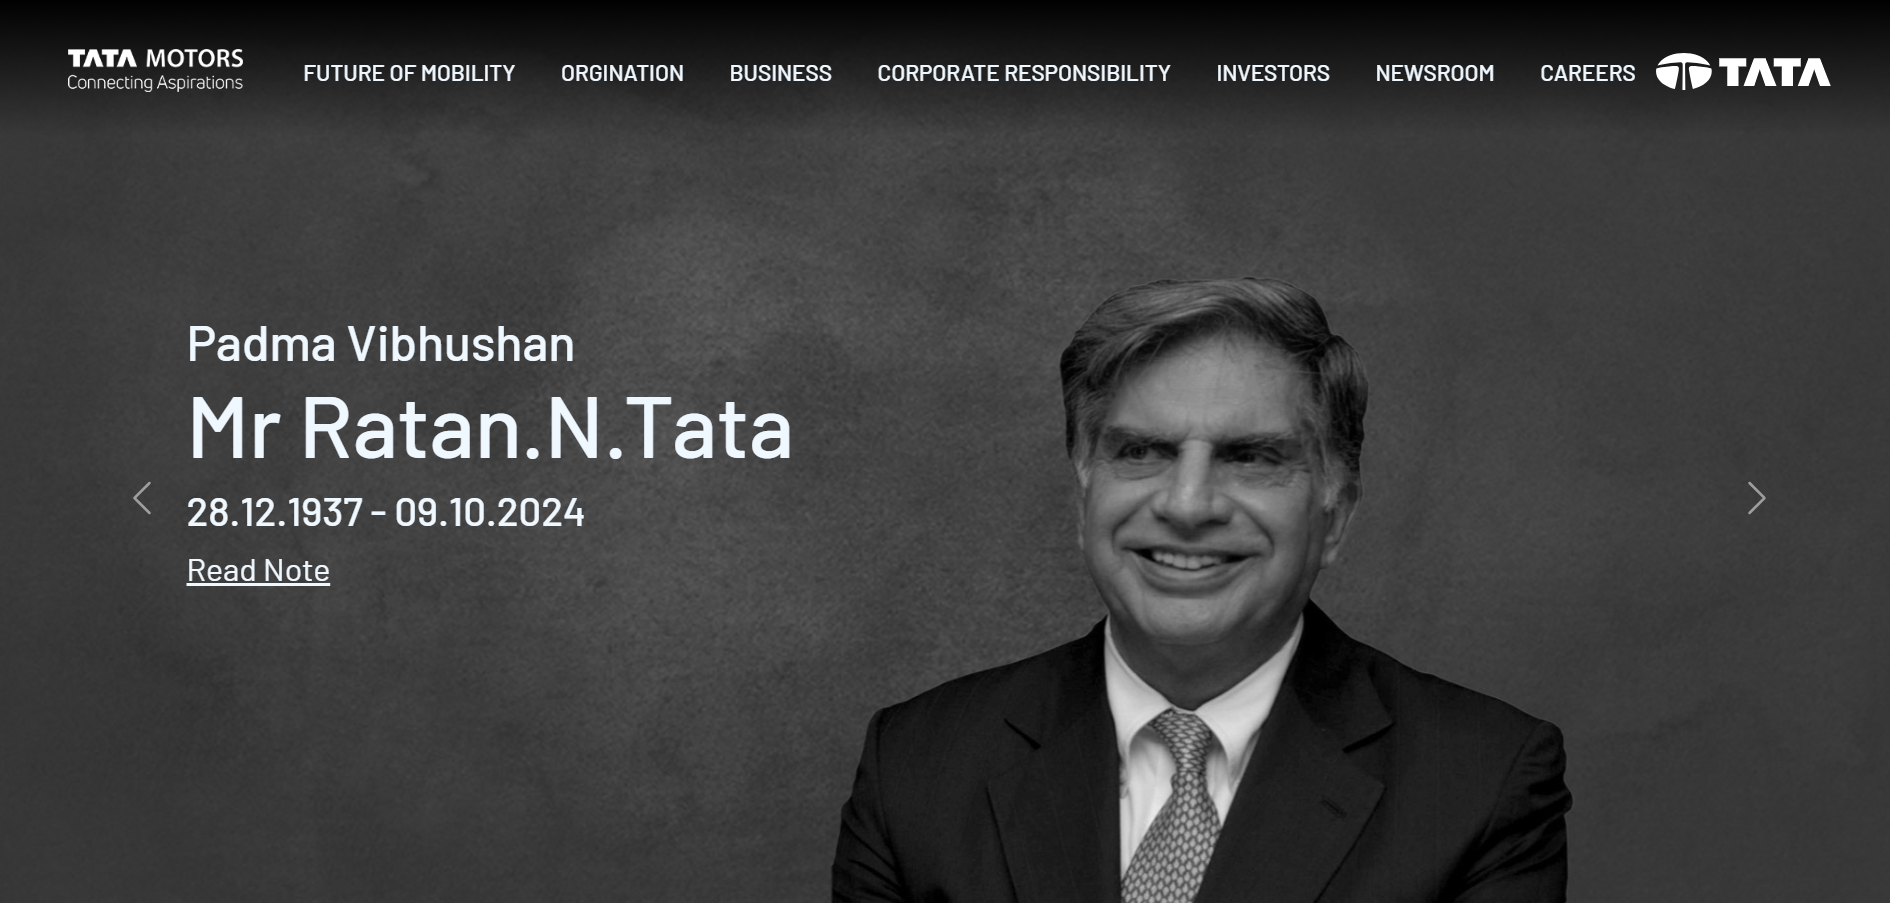 TATA MOTORS
Connecting Aspirations
FUTURE OF MOBILITY
ORGINATION
BUSINESS
CORPORATE RESPONSIBILITY
INVESTORS
NEWSROOM
CAREERS
TATA
Padma Vibhushan
Mr Ratan.N.Tata
28.12.1937 - 09.10.2024
Read Note